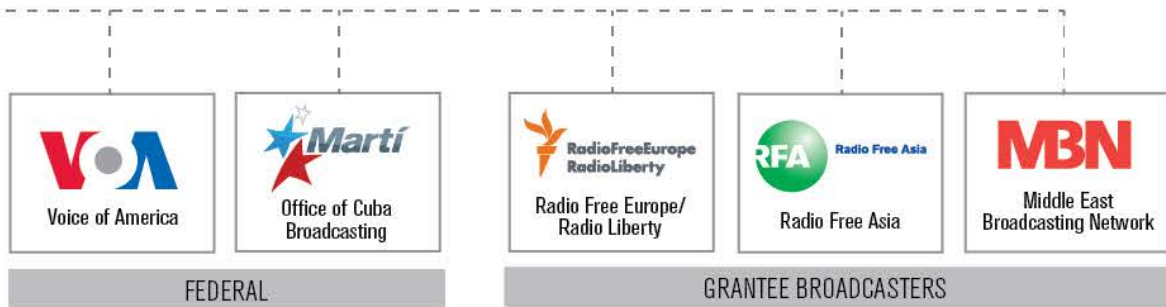 VOA
Voice of America
Martí
Office of Cuba
Broadcasting
RadioFreeEurope
RadioLiberty
Radio Free Europe/
Radio Liberty
RFA
Radio Free Asia
Radio Free Asia
MBN
Middle East
Broadcasting Network
FEDERAL
GRANTEE BROADCASTERS